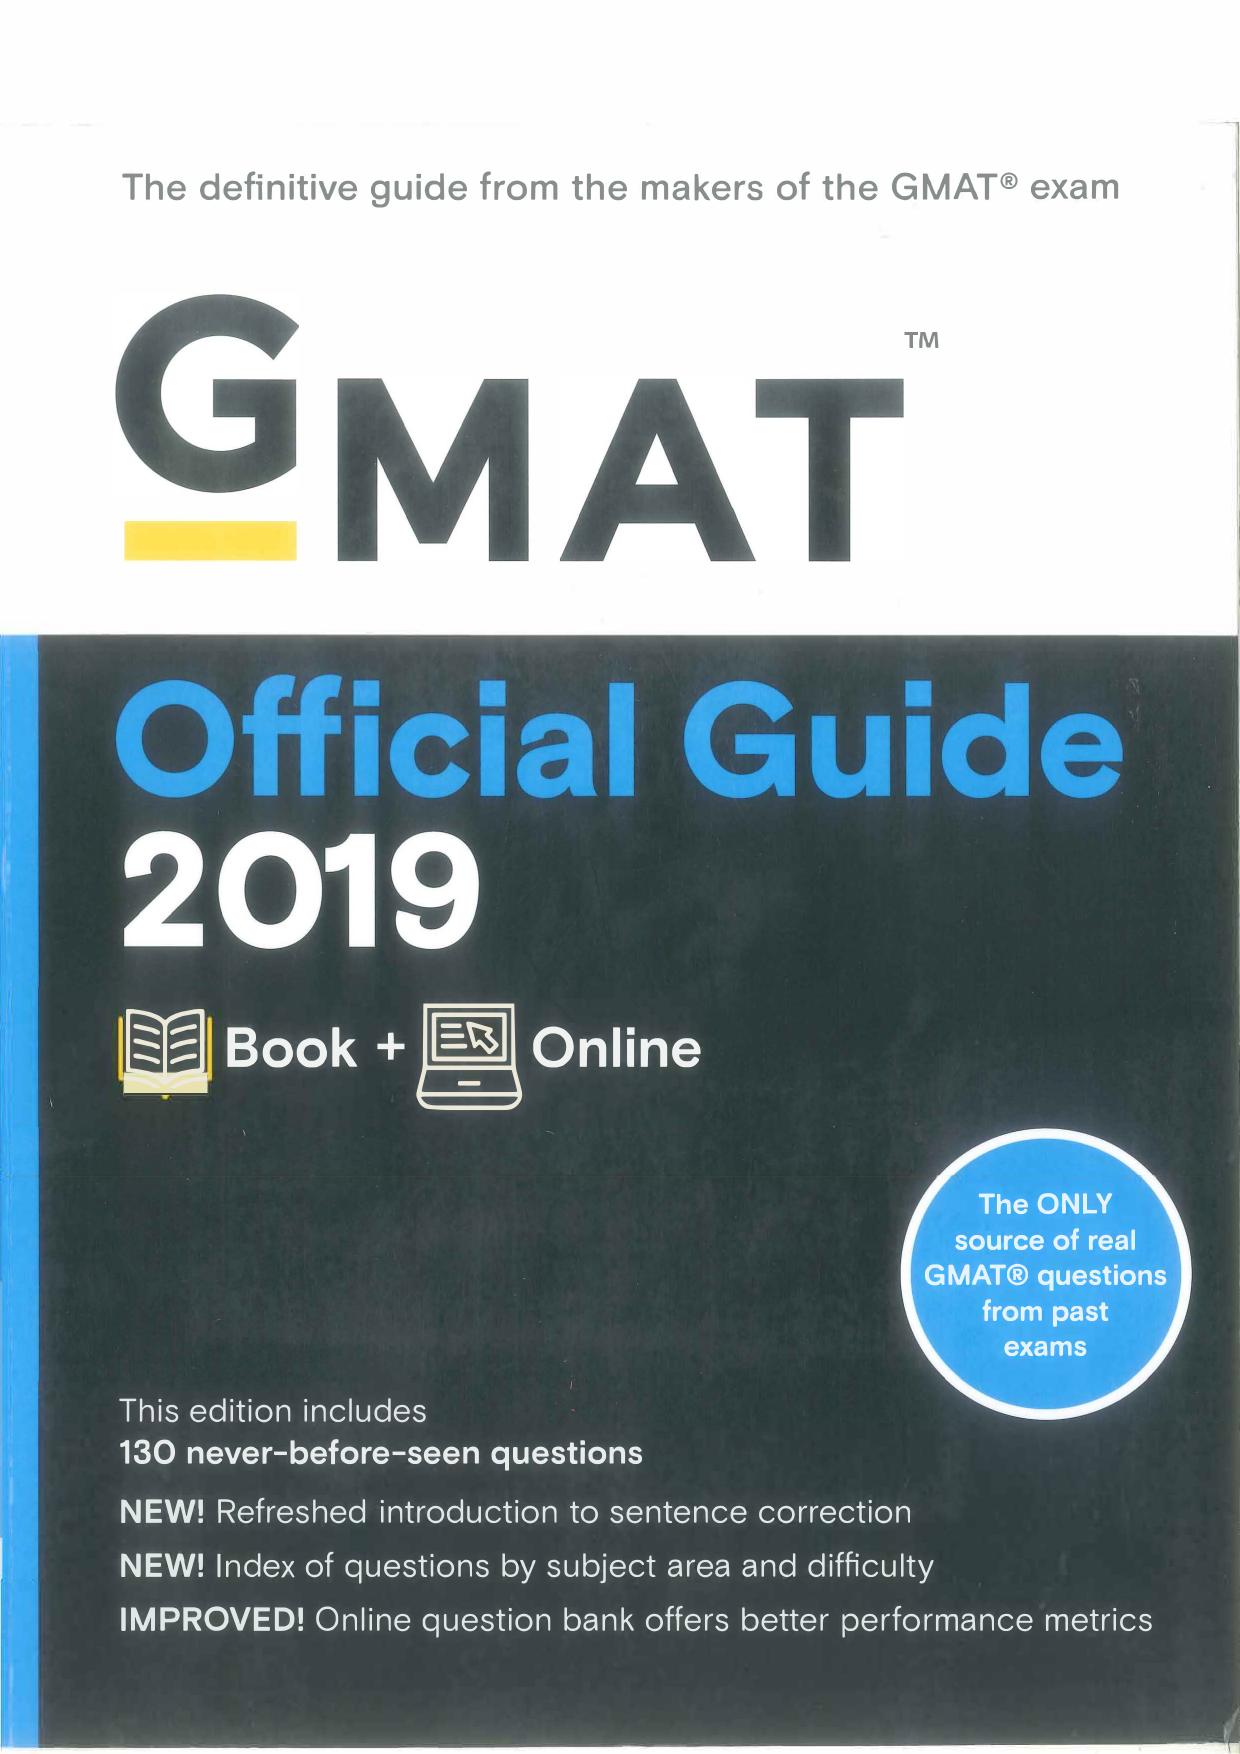 The definitive guide from the makers of the GMAT® exam
GMAT™
Official Guide
2019
Book + Online
The ONLY
source of real
GMAT® questions
from past
exams
This edition includes
130 never-before-seen questions
NEW! Refreshed introduction to sentence correction
NEW! Index of questions by subject area and difficulty
IMPROVED! Online question bank offers better performance metrics